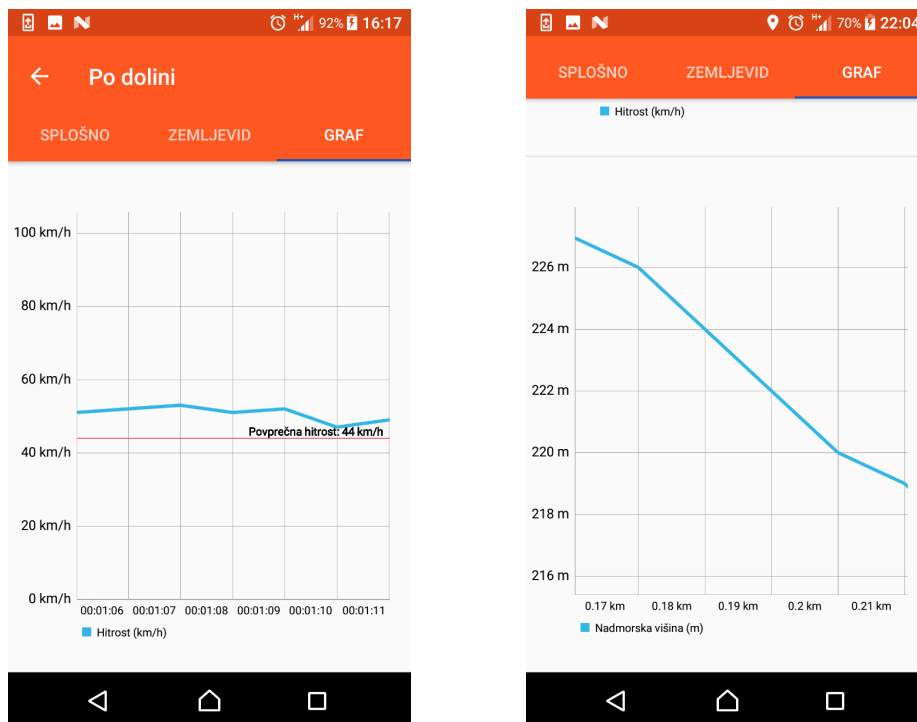 92% 16:17
Po dolini
SPLOŠNO ZEMLJEVID GRAF
100 km/h
80 km/h
60 km/h
Povprečna hitrost: 44 km/h
40 km/h
20 km/h
0 km/h
00:01:06 00:01:07 00:01:08 00:01:09 00:01:10 00:01:11
Hitrost (km/h)
H+ 70% 22:04
SPLOŠNO ZEMLJEVID GRAF
Hitrost (km/h)
226 m
224 m
222 m
220 m
218 m
216 m
0.17 km 0.18 km 0.19 km 0.2 km 0.21 km
Nadmorska višina (m)